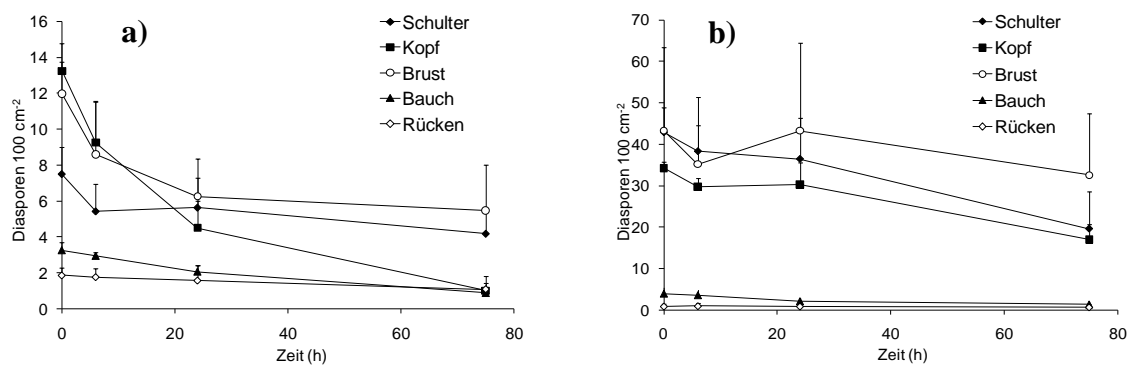 a)
Diasporen 100 cm-2
16
14
12
10
8
6
4
2
0
0 20 40 60 80
Zeit (h)
Schulter
Kopf
Brust
Bauch
Rücken
b)
Diasporen 100 cm-2
70
60
50
40
30
20
10
0
0 20 40 60 80
Zeit (h)
Schulter
Kopf
Brust
Bauch
Rücken